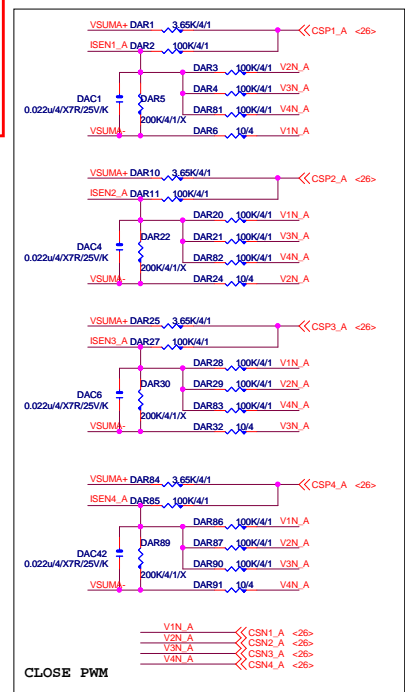 VSUMA+ DAR1 3.65K/4/1 CSP1_A <26>
ISEN1_A DAR2 100K/4/1
DAR3 100K/4/1 V2N_A
DAC1 DAR5 DAR4 100K/4/1 V3N_A
0.022u/4/X7R/25V/K 200K/4/1/X DAR81 100K/4/1 V4N_A
VSUMA- DAR6 10/4 V1N_A
VSUMA+ DAR10 3.65K/4/1 CSP2_A <26>
ISEN2_A DAR11 100K/4/1
DAR20 100K/4/1 V1N_A
DAC4 DAR22 DAR21 100K/4/1 V3N_A
0.022u/4/X7R/25V/K 200K/4/1/X DAR82 100K/4/1 V4N_A
VSUMA- DAR24 10/4 V2N_A
VSUMA+ DAR25 3.65K/4/1 CSP3_A <26>
ISEN3_A DAR27 100K/4/1
DAR28 100K/4/1 V1N_A
DAC6 DAR30 DAR29 100K/4/1 V2N_A
0.022u/4/X7R/25V/K 200K/4/1/X DAR83 100K/4/1 V4N_A
VSUMA- DAR32 10/4 V3N_A
VSUMA+ DAR84 3.65K/4/1 CSP4_A <26>
ISEN4_A DAR85 100K/4/1
DAR86 100K/4/1 V1N_A
DAC42 DAR89 DAR87 100K/4/1 V2N_A
0.022u/4/X7R/25V/K 200K/4/1/X DAR90 100K/4/1 V3N_A
VSUMA- DAR91 10/4 V4N_A
V1N_A CSN1_A <26>
V2N_A CSN2_A <26>
V3N_A CSN3_A <26>
V4N_A CSN4_A <26>
CLOSE PWM